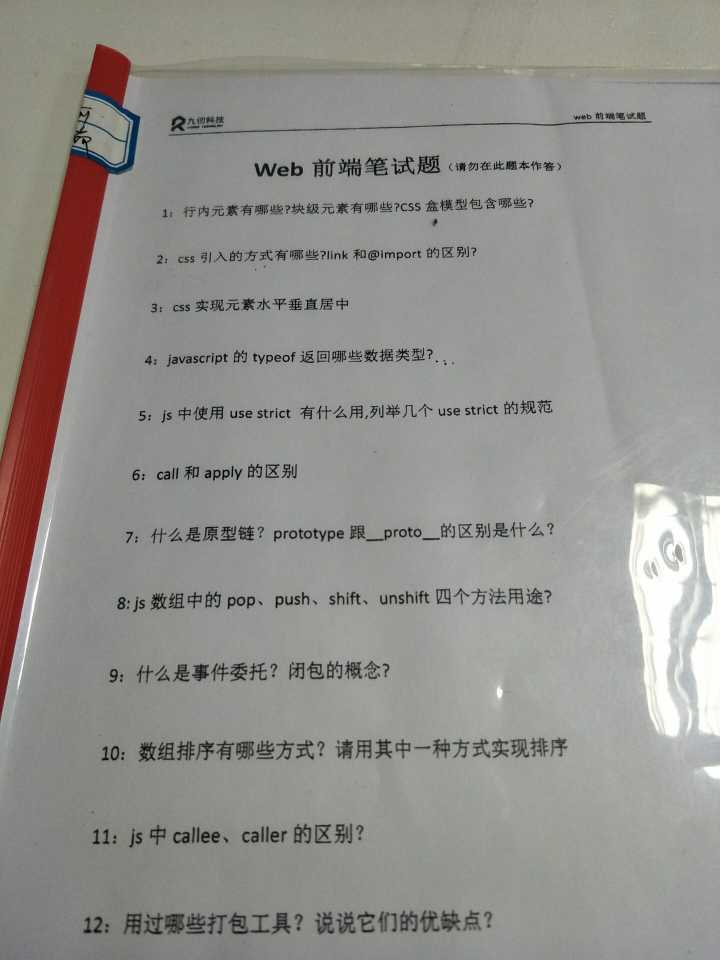 九仞科技
web 前端笔试题
Web 前端笔试题（请勿在此题本作答）
1：行内元素有哪些?块级元素有哪些?CSS 盒模型包含哪些?
2：css 引入的方式有哪些?link 和@import 的区别?
3：css 实现元素水平垂直居中
4：javascript 的 typeof 返回哪些数据类型?...
5：js 中使用 use strict 有什么用,列举几个 use strict 的规范
6：call 和 apply 的区别
7：什么是原型链？prototype 跟__proto__的区别是什么?
8: js 数组中的 pop、push、shift、unshift 四个方法用途?
9：什么是事件委托？闭包的概念?
10：数组排序有哪些方式？请用其中一种方式实现排序
11：js 中 callee、caller 的区别?
12：用过哪些打包工具？说说它们的优缺点?